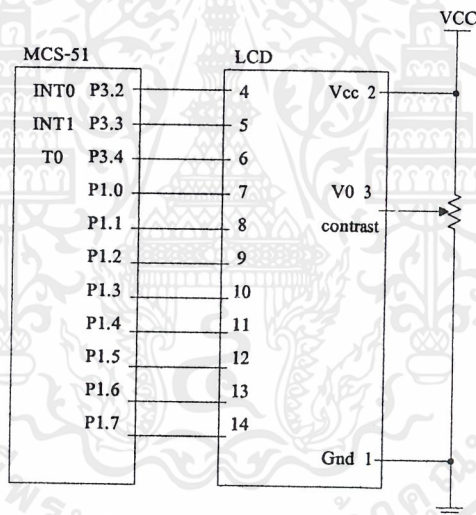 VCC
MCS-51 LCD
INT0 P3.2 4 Vcc 2
INT1 P3.3 5
T0 P3.4 6
P1.0 7 V0 3
P1.1 8 contrast
P1.2 9
P1.3 10
P1.4 11
P1.5 12
P1.6 13
P1.7 14
Gnd 1